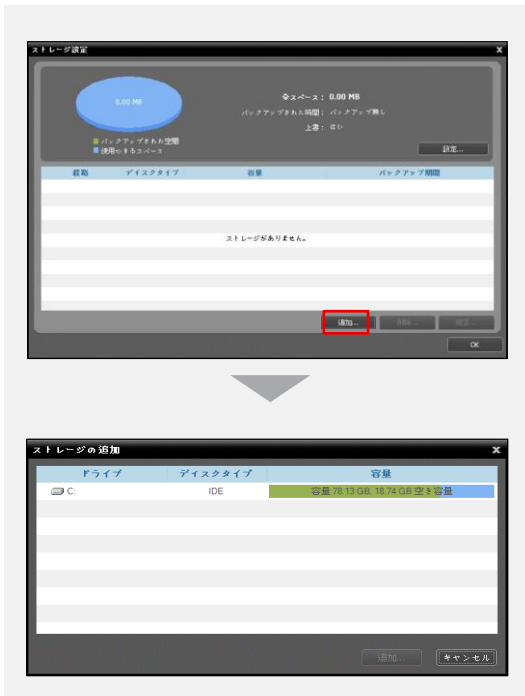 ストレージ設定 x
0.00 MB
全スペース: 0.00 MB
バックアップされた時間: バックアップ無し
上書: はい
バックアップされた空間
使用できるスペース
設定...
ディスクタイプ 容量 バックアップ期間
ストレージがありません。
追加... 削除...
OK
ストレージの追加 x
ドライブ ディスクタイプ 容量
C: IDE 容量 78.13 GB, 18.74 GB 空き容量
追加... キャンセル